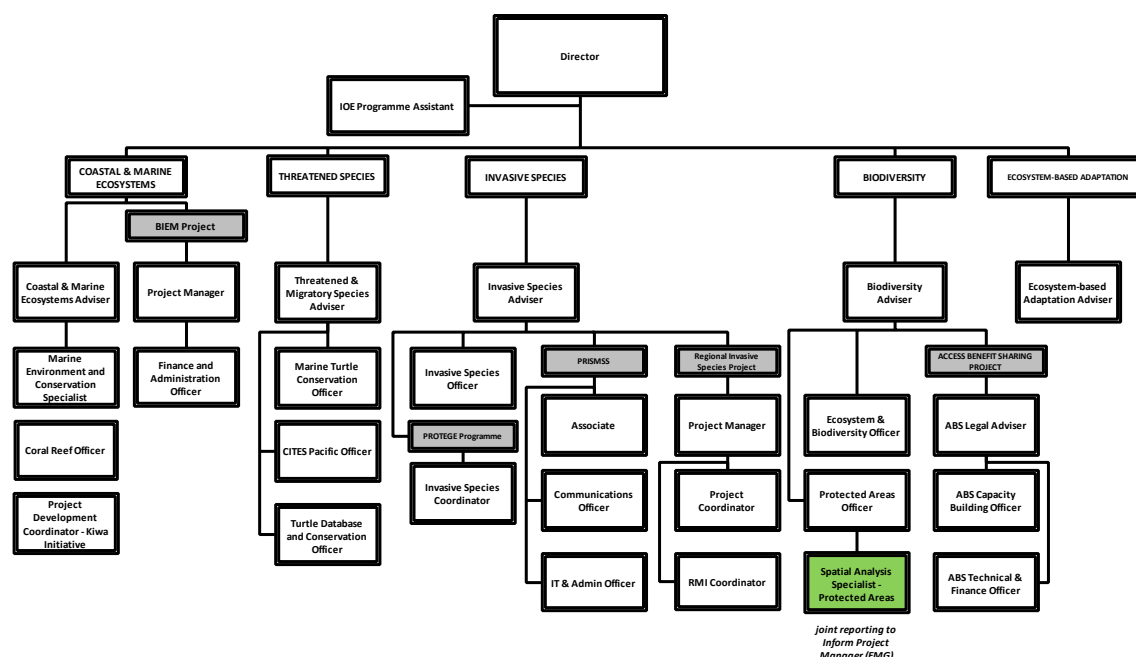 Director
IOE Programme Assistant
COASTAL & MARINE
ECOSYSTEMS
THREATENED SPECIES
INVASIVE SPECIES
BIODIVERSITY
ECOSYSTEM-BASED ADAPTATION
BIEM Project
Coastal & Marine
Ecosystems Adviser
Project Manager
Threatened &
Migratory Species
Adviser
Invasive Species
Adviser
Biodiversity
Adviser
Ecosystem-based
Adaptation Adviser
Marine
Environment and
Conservation
Specialist
Finance and
Administration
Officer
Marine Turtle
Conservation
Officer
Invasive Species
Officer
PRISMSS
Regional Invasive
Species Project
ACCESS BENEFIT SHARING
PROJECT
Coral Reef Officer
CITES Pacific Officer
PROTEGE Programme
Associate
Project Manager
Ecosystem &
Biodiversity Officer
ABS Legal Adviser
Project
Development
Coordinator - Kiwa
Initiative
Turtle Database
and Conservation
Officer
Invasive Species
Coordinator
Communications
Officer
Project
Coordinator
Protected Areas
Officer
ABS Capacity
Building Officer
IT & Admin Officer
RMI Coordinator
Spatial Analysis
Specialist -
Protected Areas
ABS Technical &
Finance Officer
joint reporting to
Inform Project
Manager (EMG)